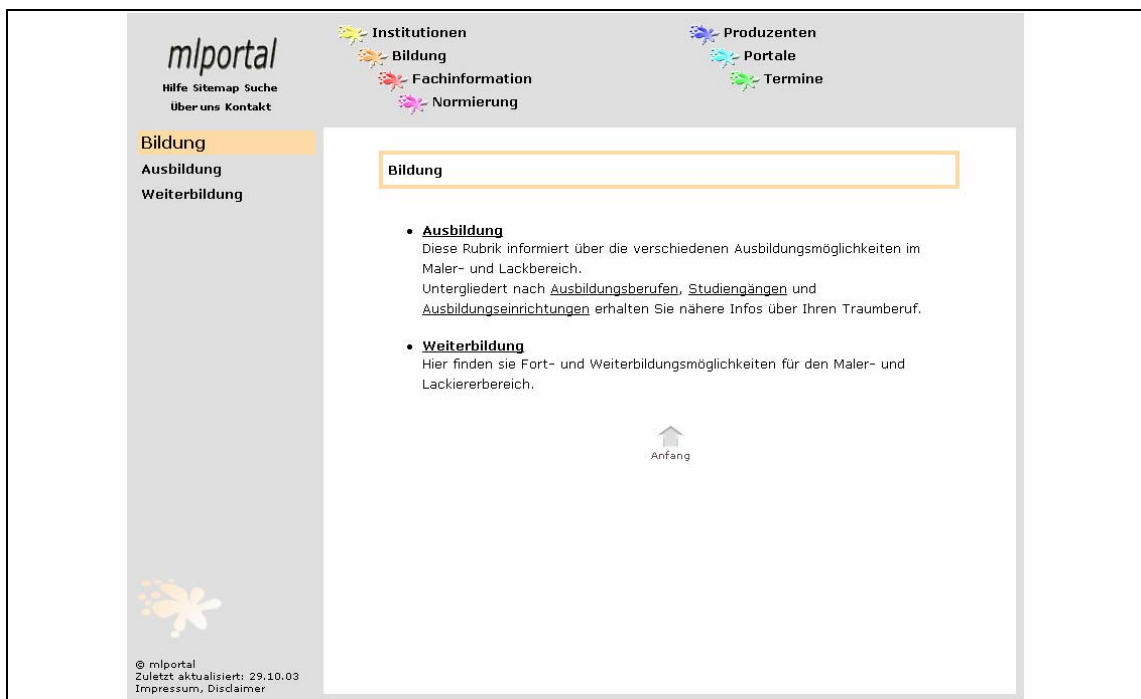 mlportal
Hilfe Sitemap Suche
Über uns Kontakt
Institutionen
Bildung
Fachinformation
Normierung
Produzenten
Portale
Termine
Bildung
Ausbildung
Weiterbildung
Bildung
• Ausbildung
Diese Rubrik informiert über die verschiedenen Ausbildungsmöglichkeiten im
Maler- und Lackbereich.
Untergliedert nach Ausbildungsberufen, Studiengängen und
Ausbildungseinrichtungen erhalten Sie nähere Infos über Ihren Traumberuf.
• Weiterbildung
Hier finden sie Fort- und Weiterbildungsmöglichkeiten für den Maler- und
Lackiererbereich.
Anfang
© mlportal
Zuletzt aktualisiert: 29.10.03
Impressum, Disclaimer